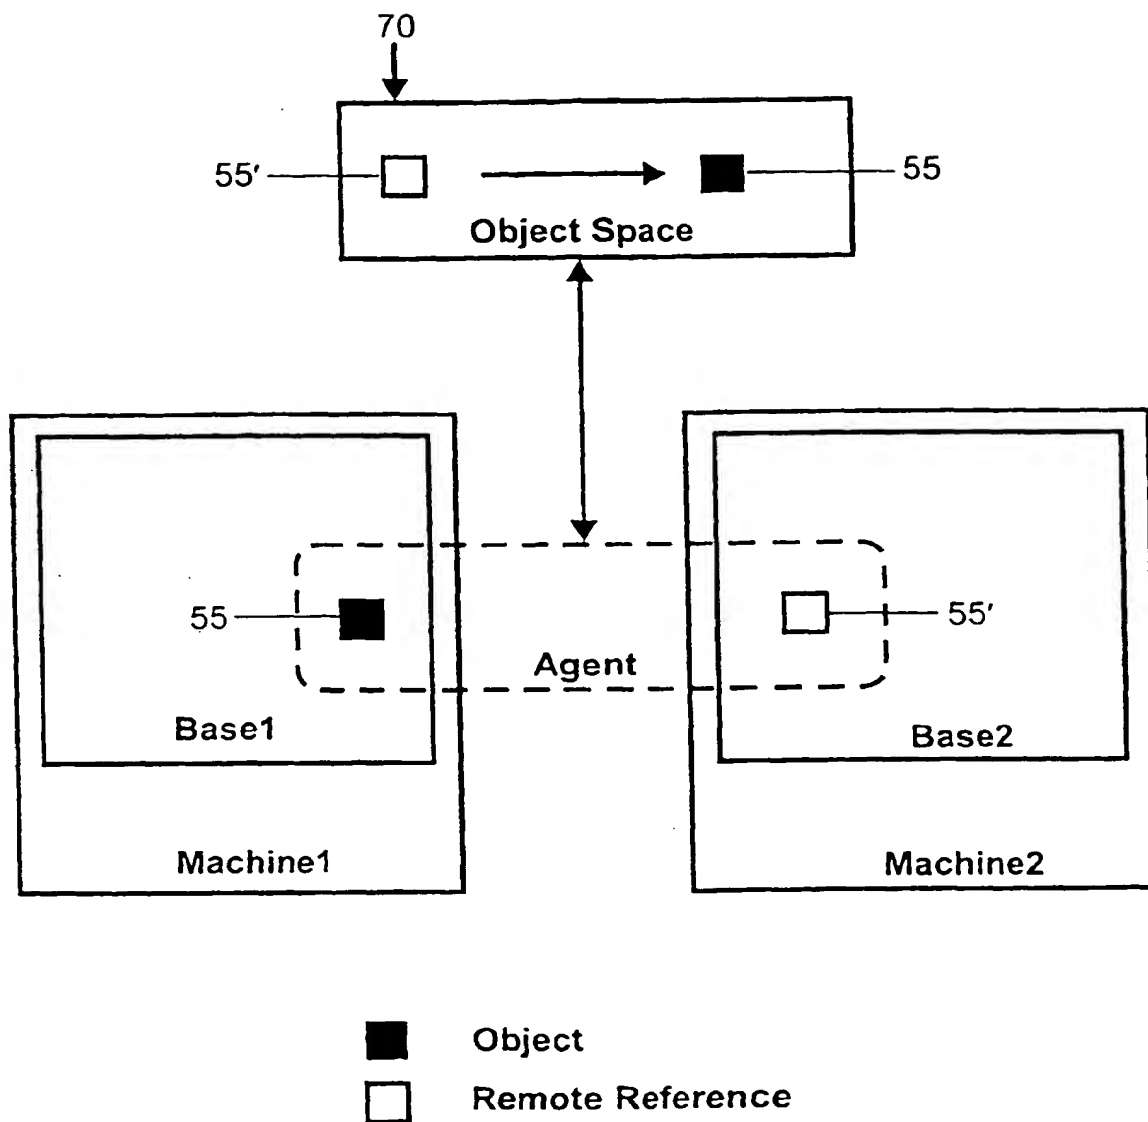 70
55′
55
Object Space
55
55′
Agent
Base1
Base2
Machine1
Machine2
Object
Remote Reference